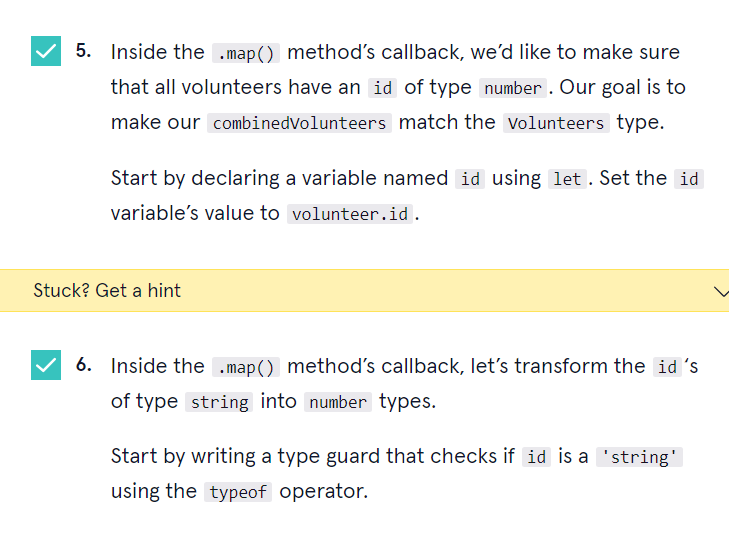 5. Inside the .map() method’s callback, we’d like to make sure
that all volunteers have an id of type number. Our goal is to
make our combinedVolunteers match the Volunteers type.
Start by declaring a variable named id using let. Set the id
variable’s value to volunteer.id.
Stuck? Get a hint
6. Inside the .map() method’s callback, let’s transform the id‘s
of type string into number types.
Start by writing a type guard that checks if id is a 'string'
using the typeof operator.